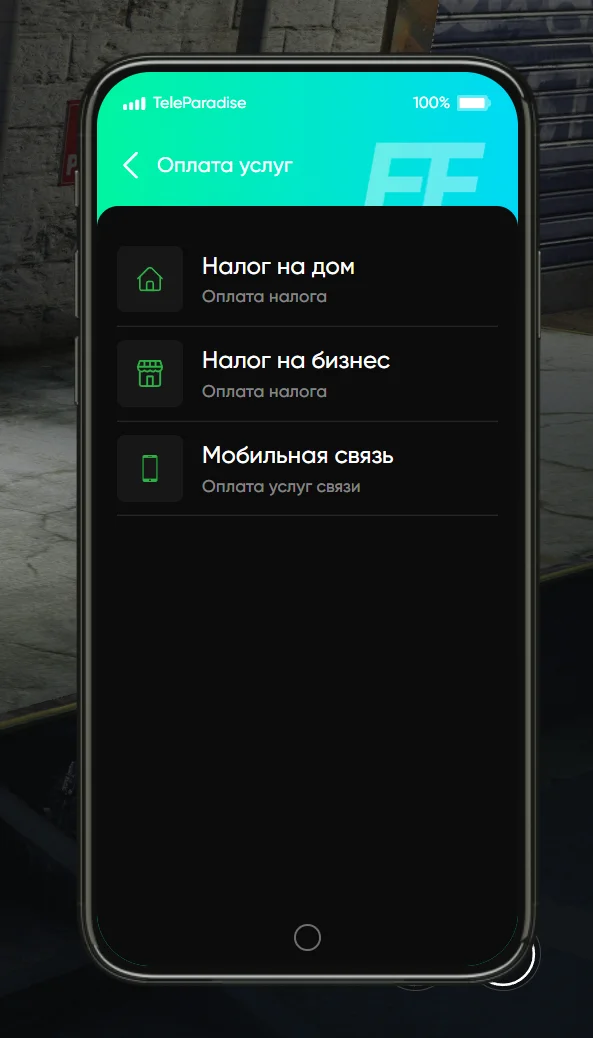 TeleParadise 100%
Оплата услуг
Налог на дом
Оплата налога
Налог на бизнес
Оплата налога
Мобильная связь
Оплата услуг связи